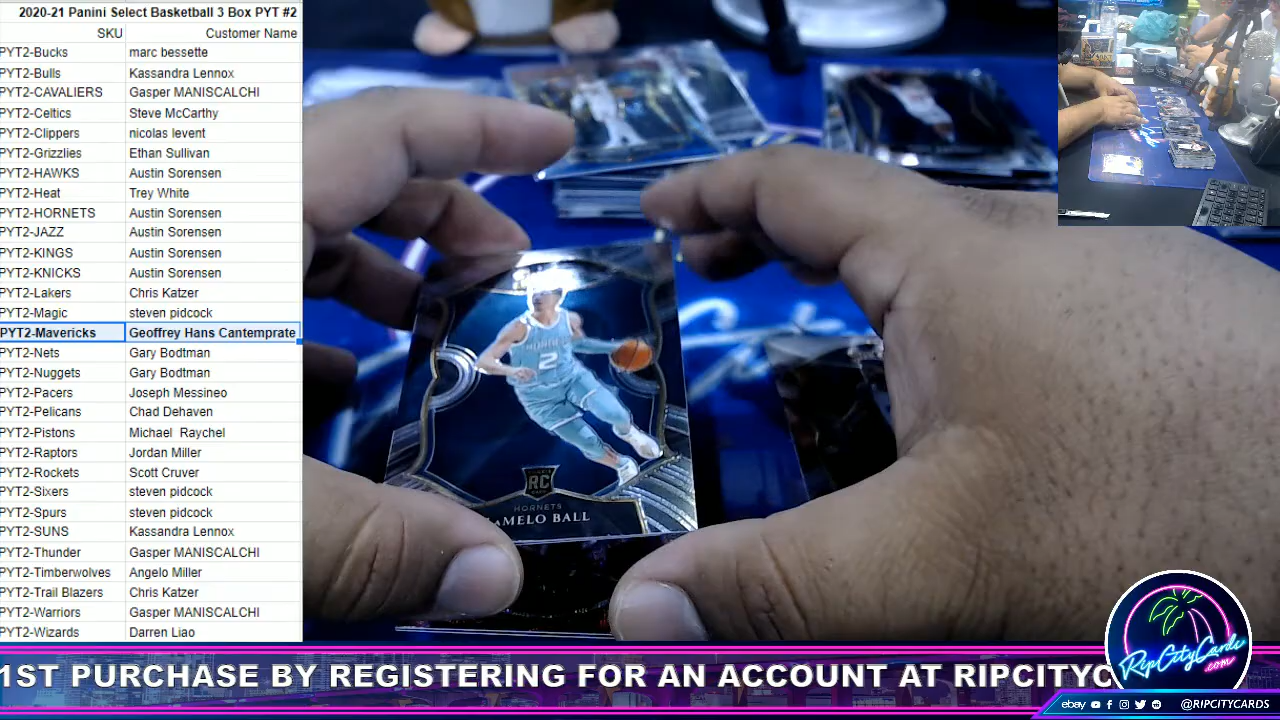 2020-21 Panini Select Basketball 3 Box PYT #2
SKU Customer Name
PYT2-Bucks marc bessette
PYT2-Bulls Kassandra Lennox
PYT2-CAVALIERS Gasper MANISCALCHI
PYT2-Celtics Steve McCarthy
PYT2-Clippers nicolas levent
PYT2-Grizzlies Ethan Sullivan
PYT2-HAWKS Austin Sorensen
PYT2-Heat Trey White
PYT2-HORNETS Austin Sorensen
PYT2-JAZZ Austin Sorensen
PYT2-KINGS Austin Sorensen
PYT2-KNICKS Austin Sorensen
PYT2-Lakers Chris Katzer
PYT2-Magic steven pidcock
PYT2-Mavericks Geoffrey Hans Cantemprate
PYT2-Nets Gary Bodtman
PYT2-Nuggets Gary Bodtman
PYT2-Pacers Joseph Messineo
PYT2-Pelicans Chad Dehaven
PYT2-Pistons Michael Raychel
PYT2-Raptors Jordan Miller
PYT2-Rockets Scott Cruver
PYT2-Sixers steven pidcock
PYT2-Spurs steven pidcock
PYT2-SUNS Kassandra Lennox
PYT2-Thunder Gasper MANISCALCHI
PYT2-Timberwolves Angelo Miller
PYT2-Trail Blazers Chris Katzer
PYT2-Warriors Gasper MANISCALCHI
PYT2-Wizards Darren Liao
2
RC
HORNETS
LAMELO BALL
1ST PURCHASE BY REGISTERING FOR AN ACCOUNT AT RIPCITYC
RipCityCards
.com
ebay @RIPCITYCARDS